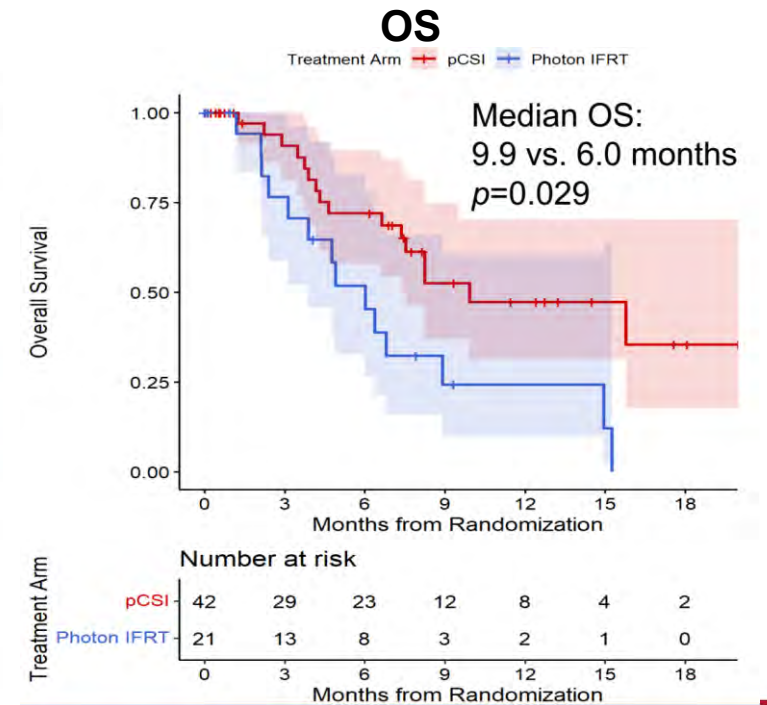 OS
Treatment Arm pCSI Photon IFRT
Median OS:
9.9 vs. 6.0 months
p=0.029
Overall Survival
1.00
0.75
0.50
0.25
0.00
0 3 6 9 12 15 18
Months from Randomization
Number at risk
Treatment Arm
pCSI 42 29 23 12 8 4 2
Photon IFRT 21 13 8 3 2 1 0
0 3 6 9 12 15 18
Months from Randomization